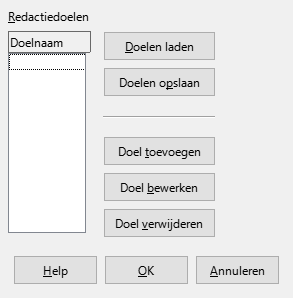 Redactiedoelen
Doelnaam
Doelen laden
Doelen opslaan
Doel toevoegen
Doel bewerken
Doel verwijderen
Help
OK
Annuleren